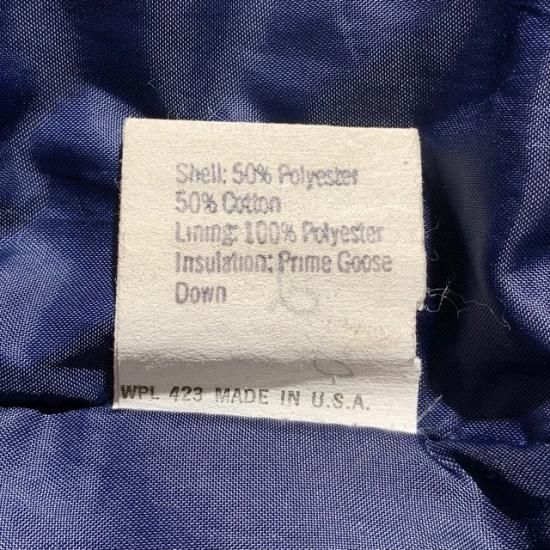 Shell: 50% Polyester
50% Cotton
Lining: 100% Polyester
Insulation: Prime Goose
Down
WPL 423 MADE IN U.S.A.